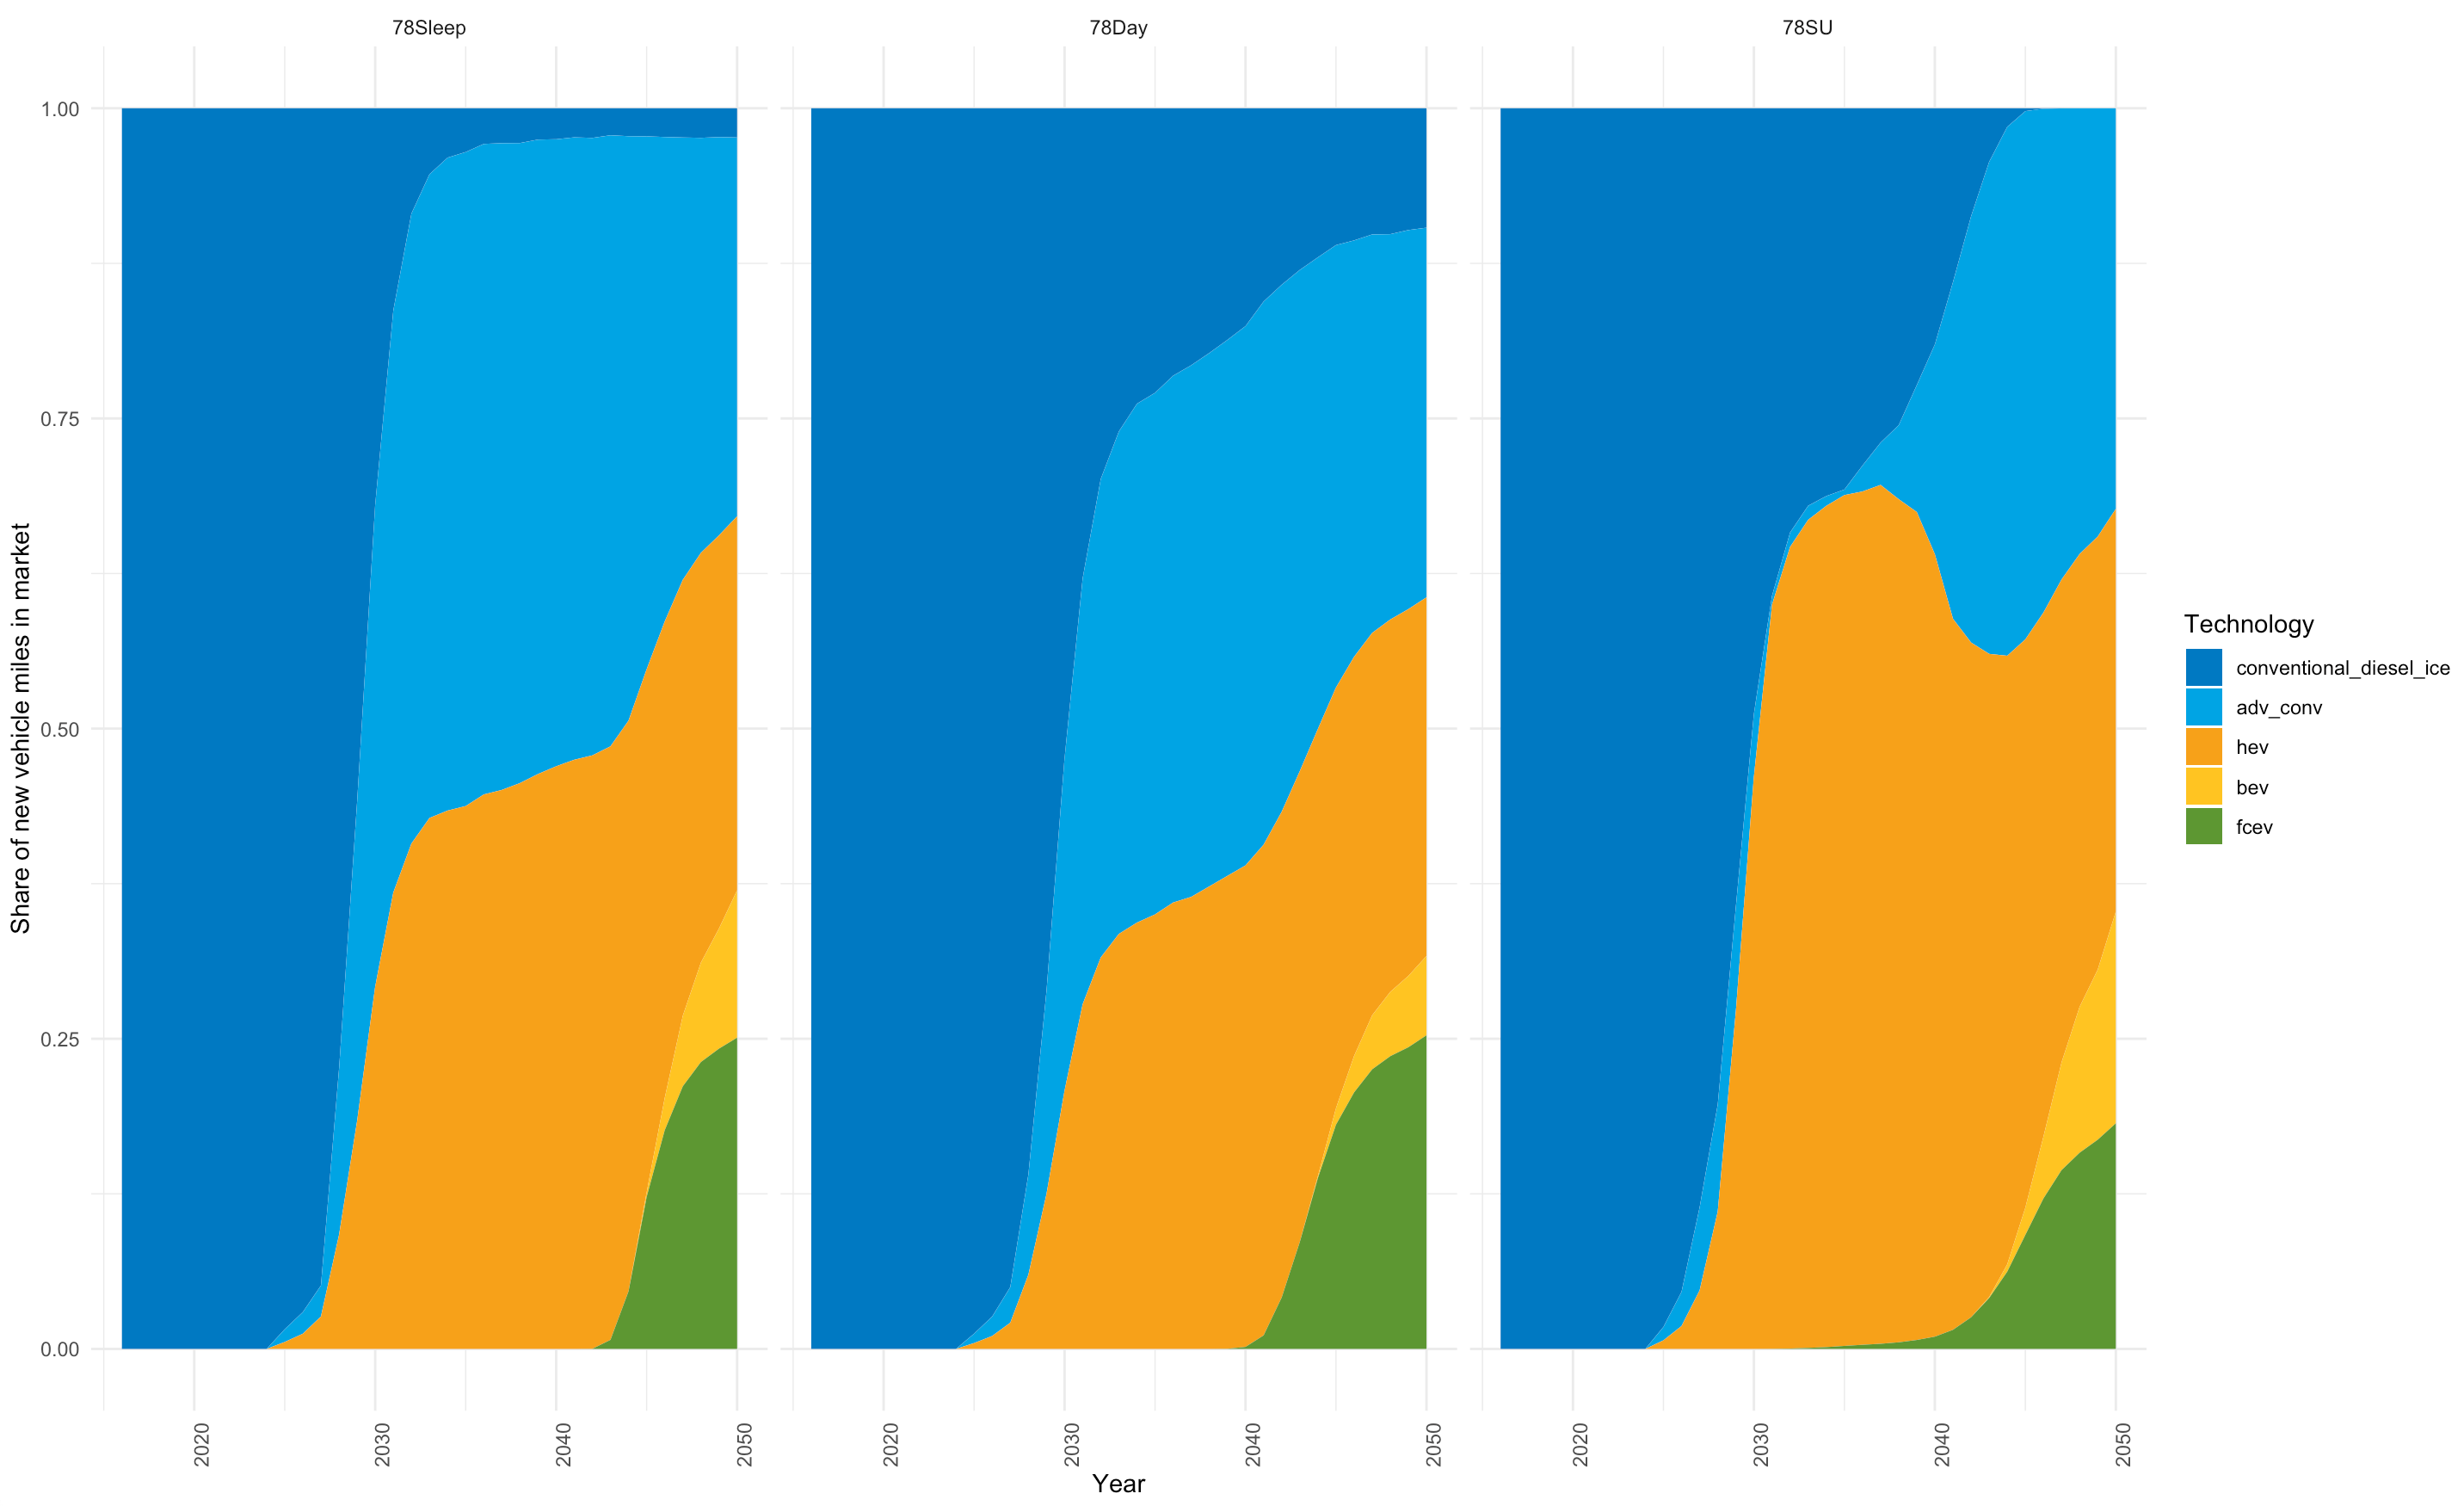 78Sleep
78Day
78SU
Share of new vehicle miles in market
1.00
0.75
0.50
0.25
0.00
2020
2030
2040
2050
2020
2030
2040
2050
2020
2030
2040
2050
Year
Technology
conventional_diesel_ice
adv_conv
hev
bev
fcev